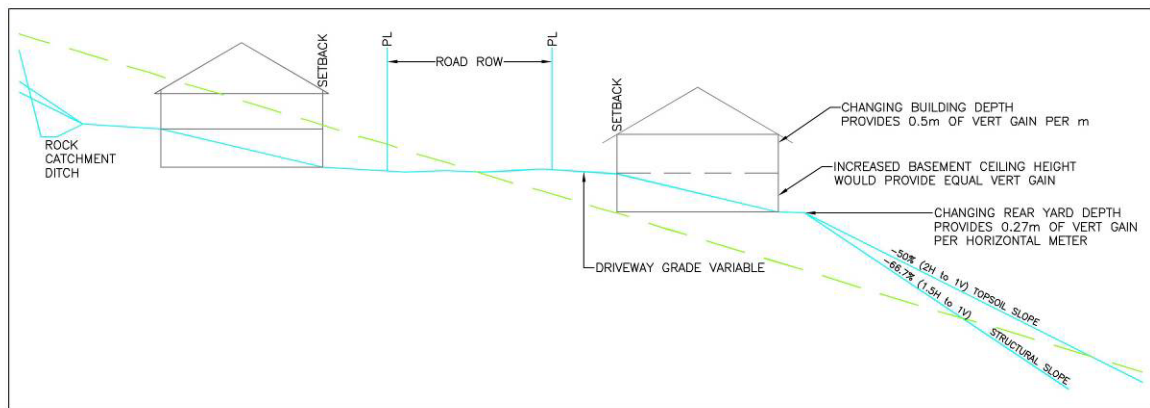 PL
PL
SETBACK
ROAD ROW
SETBACK
CHANGING BUILDING DEPTH
PROVIDES 0.5m OF VERT GAIN PER m
ROCK
CATCHMENT
DITCH
INCREASED BASEMENT CEILING HEIGHT
WOULD PROVIDE EQUAL VERT GAIN
CHANGING REAR YARD DEPTH
PROVIDES 0.27m OF VERT GAIN
PER HORIZONTAL METER
DRIVEWAY GRADE VARIABLE
-50% (2H to 1V) TOPSOIL SLOPE
-66.7% (1.5H to 1V) STRUCTURAL SLOPE